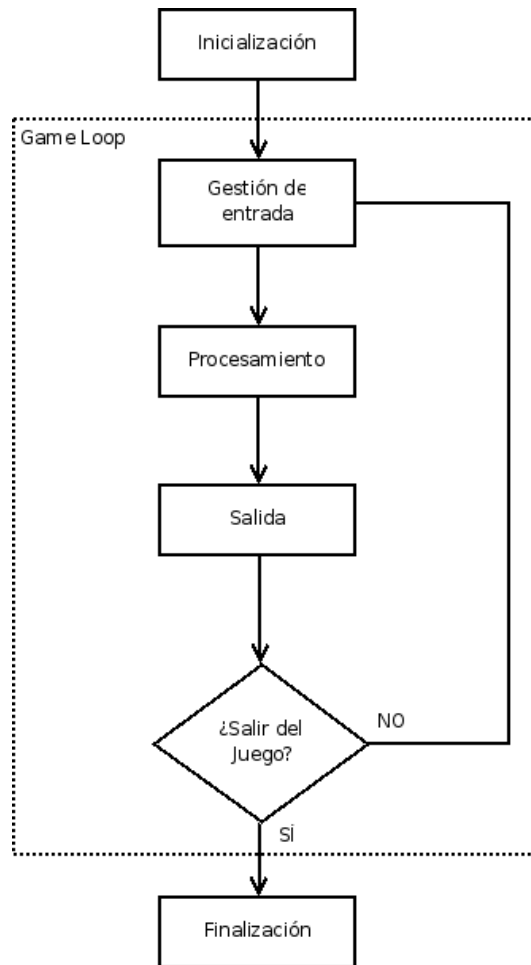 Inicialización
Game Loop
Gestión de
entrada
Procesamiento
Salida
¿Salir del
Juego?
NO
SÍ
Finalización